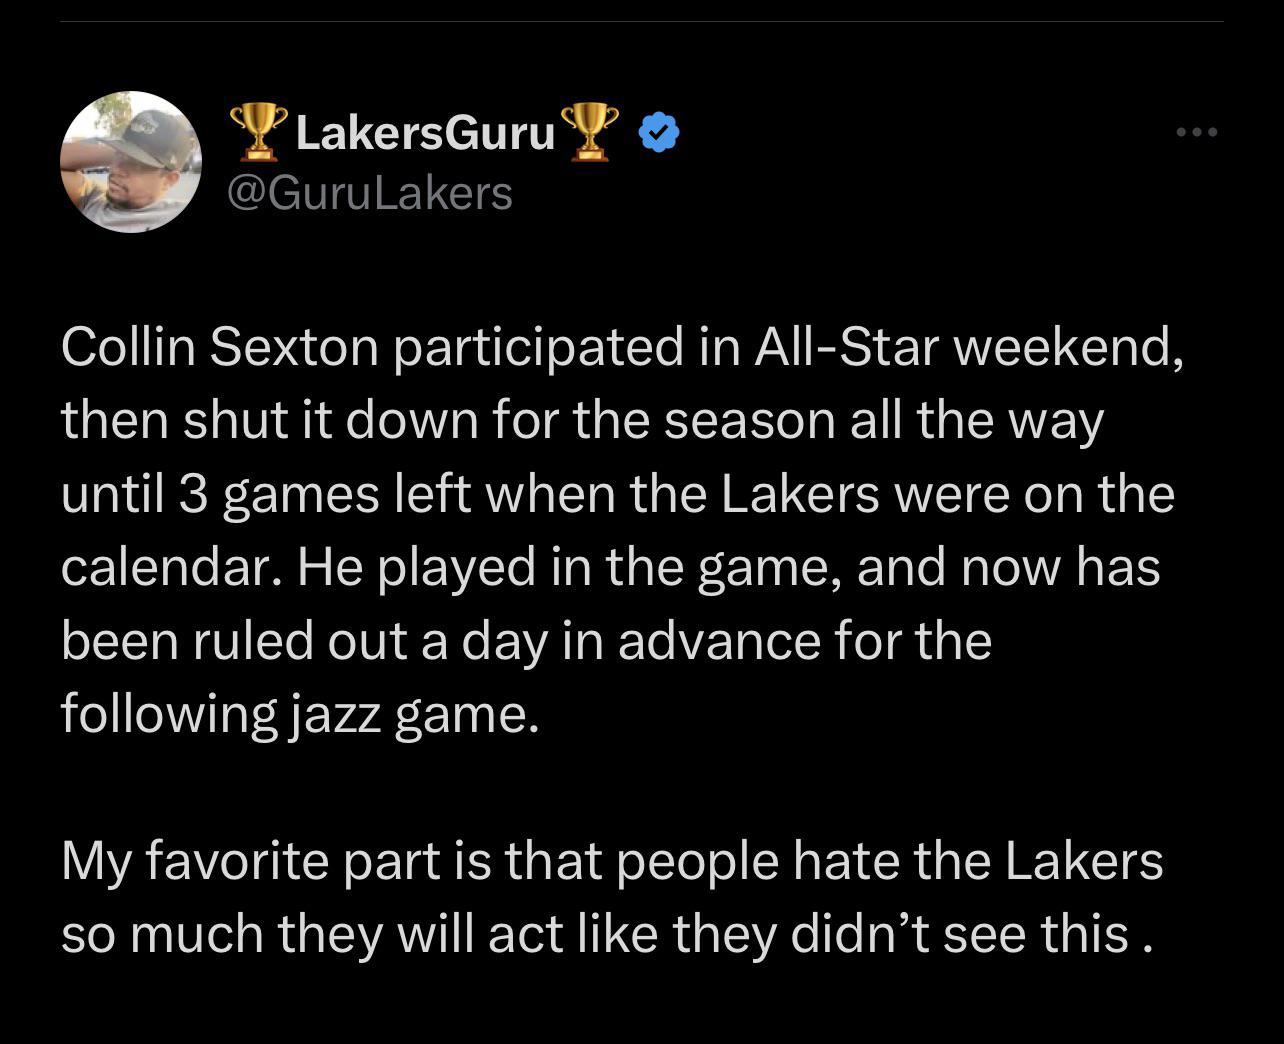 🏆LakersGuru🏆
@GuruLakers
Collin Sexton participated in All-Star weekend,
then shut it down for the season all the way
until 3 games left when the Lakers were on the
calendar. He played in the game, and now has
been ruled out a day in advance for the
following jazz game.
My favorite part is that people hate the Lakers
so much they will act like they didn’t see this .